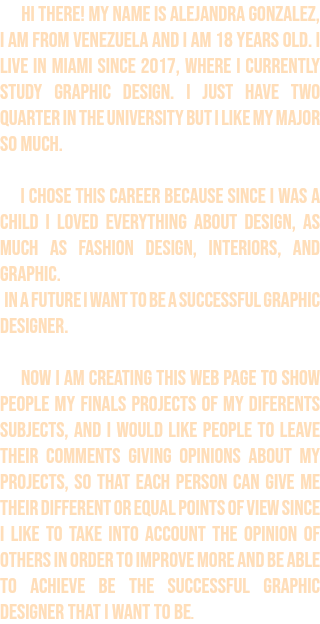 HI THERE! MY NAME IS ALEJANDRA GONZALEZ,
I AM FROM VENEZUELA AND I AM 18 YEARS OLD. I
LIVE IN MIAMI SINCE 2017, WHERE I CURRENTLY
STUDY GRAPHIC DESIGN. I JUST HAVE TWO
QUARTER IN THE UNIVERSITY BUT I LIKE MY MAJOR
SO MUCH.
I CHOSE THIS CAREER BECAUSE SINCE I WAS A
CHILD I LOVED EVERYTHING ABOUT DESIGN, AS
MUCH AS FASHION DESIGN, INTERIORS, AND
GRAPHIC.
IN A FUTURE I WANT TO BE A SUCCESSFUL GRAPHIC
DESIGNER.
NOW I AM CREATING THIS WEB PAGE TO SHOW
PEOPLE MY FINALS PROJECTS OF MY DIFERENTS
SUBJECTS, AND I WOULD LIKE PEOPLE TO LEAVE
THEIR COMMENTS GIVING OPINIONS ABOUT MY
PROJECTS, SO THAT EACH PERSON CAN GIVE ME
THEIR DIFFERENT OR EQUAL POINTS OF VIEW SINCE
I LIKE TO TAKE INTO ACCOUNT THE OPINION OF
OTHERS IN ORDER TO IMPROVE MORE AND BE ABLE
TO ACHIEVE BE THE SUCCESSFUL GRAPHIC
DESIGNER THAT I WANT TO BE.